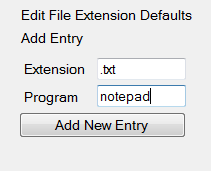 Edit File Extension Defaults
Add Entry
Extension .txt
Program notepad
Add New Entry